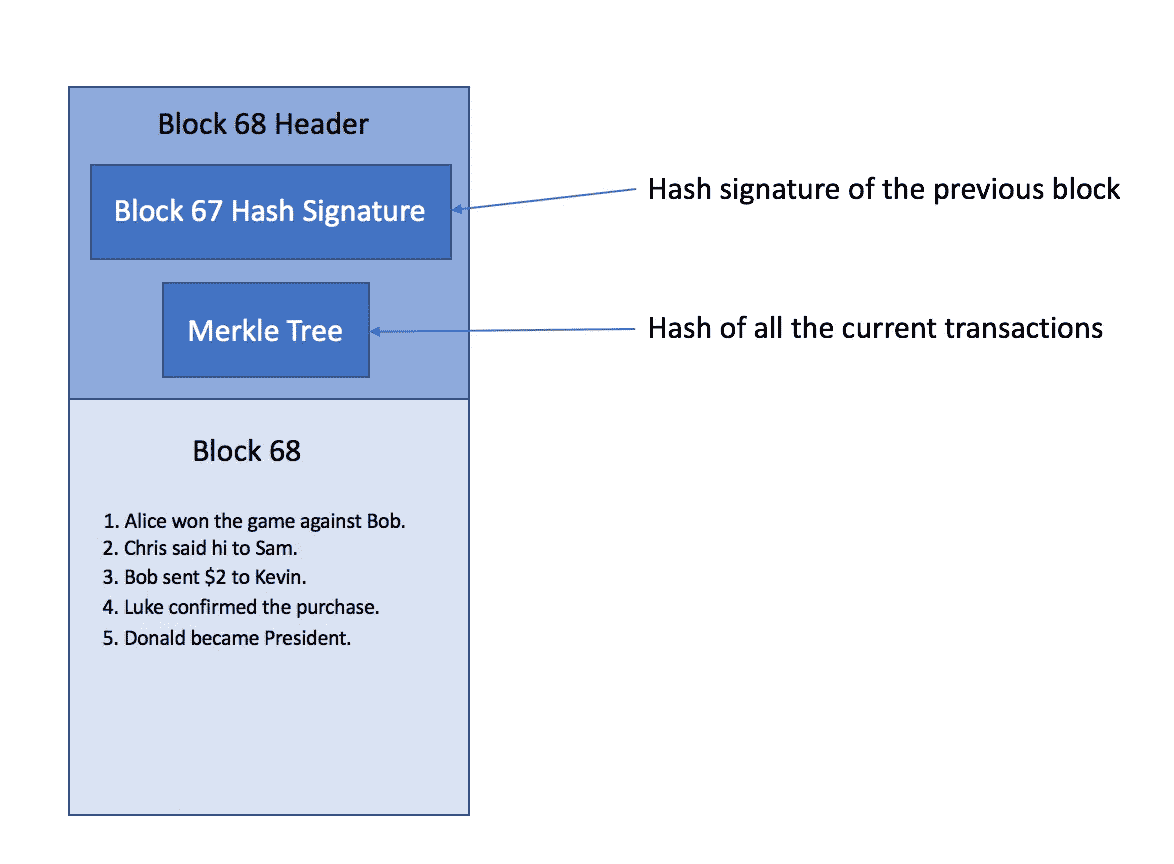 Block 68 Header
Block 67 Hash Signature
Hash signature of the previous block
Merkle Tree
Hash of all the current transactions
Block 68
1. Alice won the game against Bob.
2. Chris said hi to Sam.
3. Bob sent $2 to Kevin.
4. Luke confirmed the purchase.
5. Donald became President.